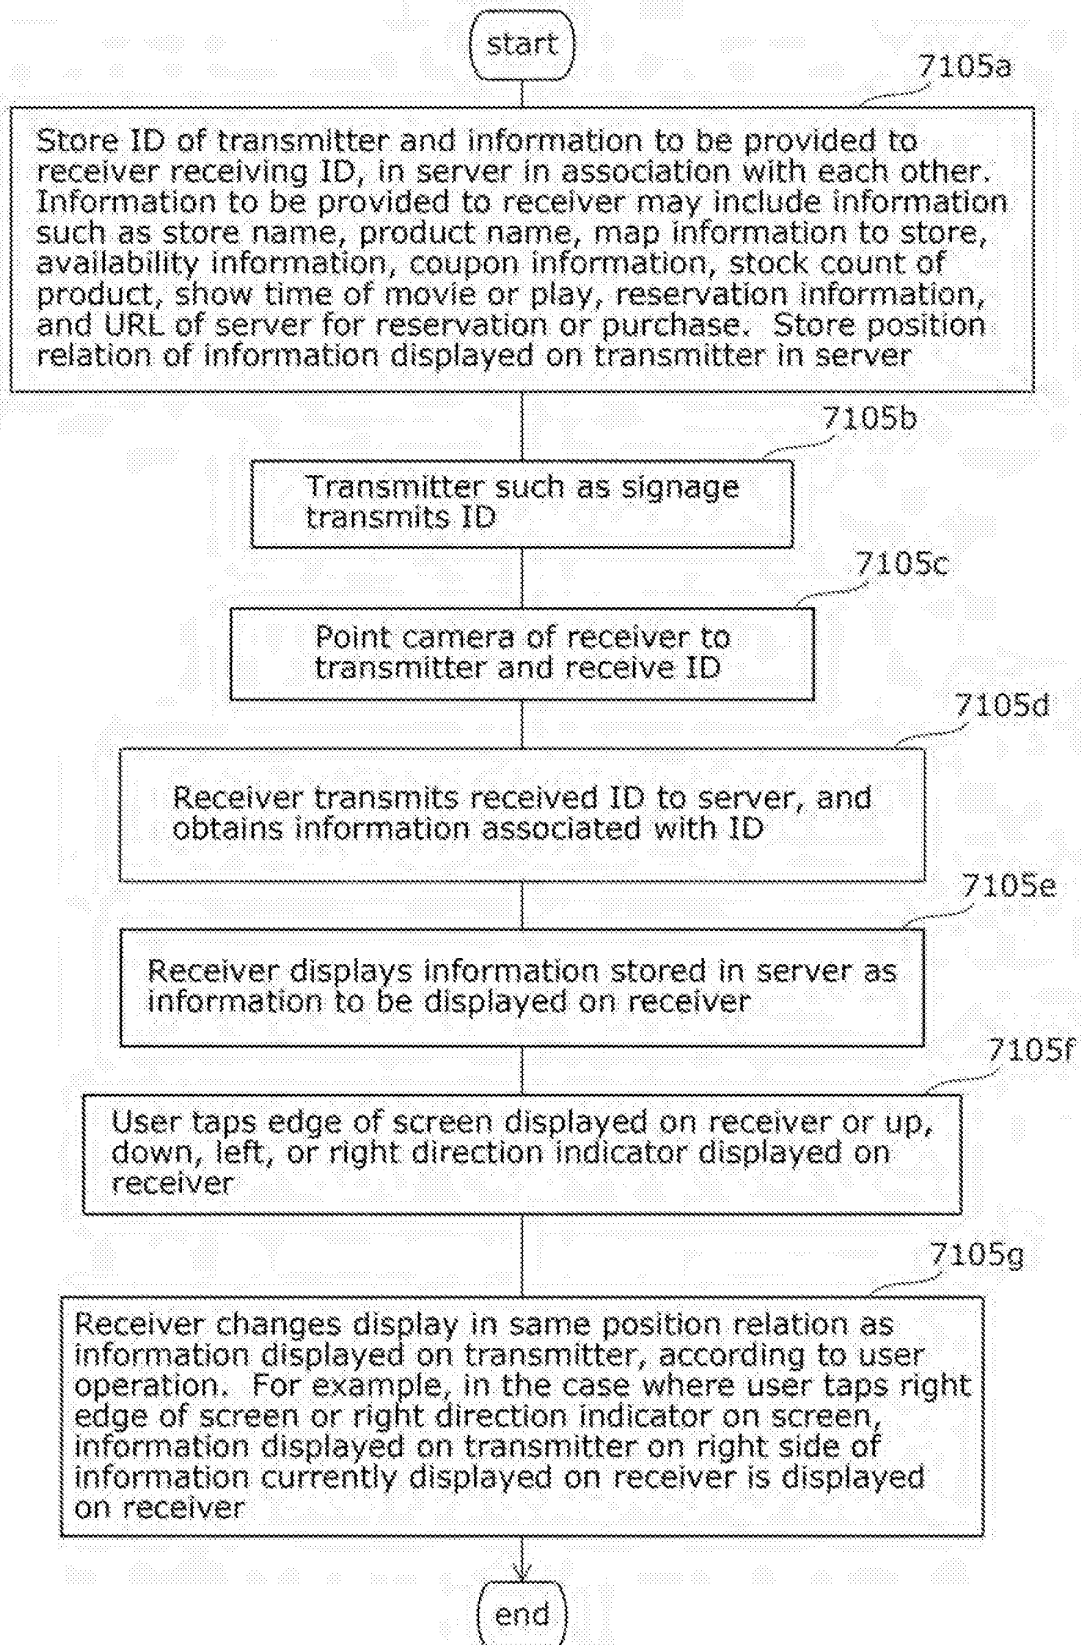 start
7105a
Store ID of transmitter and information to be provided to
receiver receiving ID, in server in association with each other.
Information to be provided to receiver may include information
such as store name, product name, map information to store,
availability information, coupon information, stock count of
product, show time of movie or play, reservation information,
and URL of server for reservation or purchase.  Store position
relation of information displayed on transmitter in server
7105b
Transmitter such as signage
transmits ID
7105c
Point camera of receiver to
transmitter and receive ID
7105d
Receiver transmits received ID to server, and
obtains information associated with ID
7105e
Receiver displays information stored in server as
information to be displayed on receiver
7105f
User taps edge of screen displayed on receiver or up,
down, left, or right direction indicator displayed on
receiver
7105g
Receiver changes display in same position relation as
information displayed on transmitter, according to user
operation.  For example, in the case where user taps right
edge of screen or right direction indicator on screen,
information displayed on transmitter on right side of
information currently displayed on receiver is displayed
on receiver
end